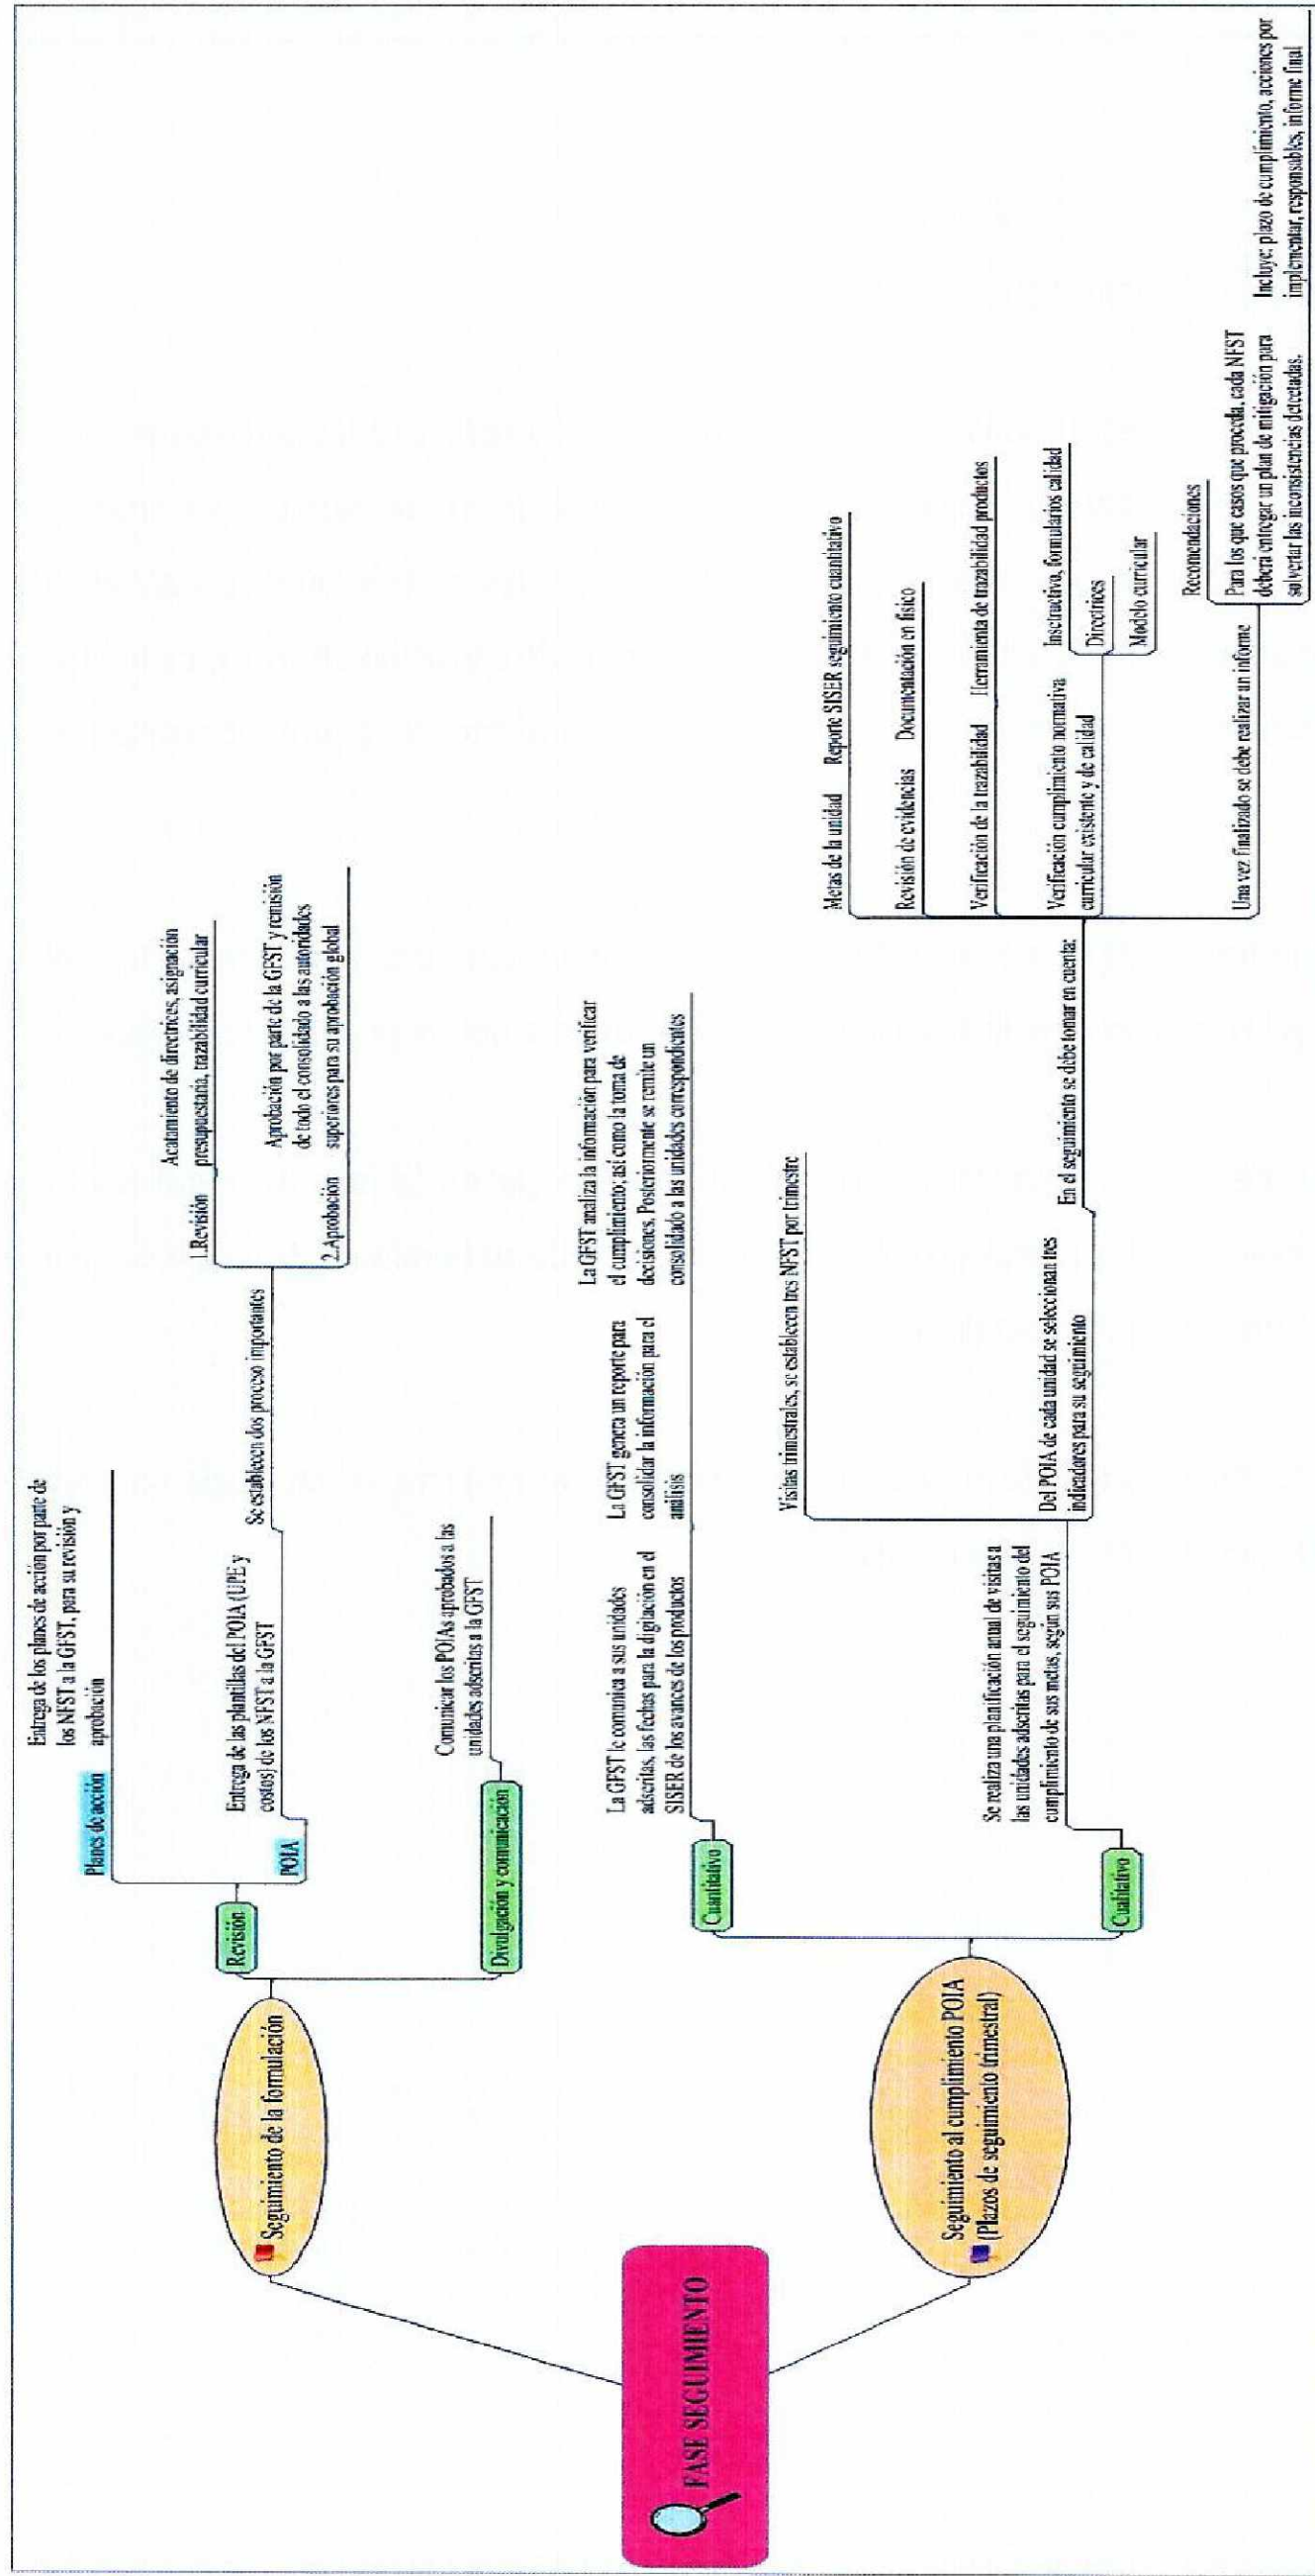 FASE SEGUIMIENTO
Seguimiento de la formulación
Revisión
Planes de acción
Entrega de los planes de acción por parte de
los NFST a la GFST, para su revisión y
aprobación
POIA
Entrega de las plantillas del POIA (UPE y
costos) de los NFST a la GFST
Se establecen dos proceso importantes
1.Revisión
Acatamiento de directrices, asignación
presupuestaria, trazabilidad curricular
2.Aprobación
Aprobación por parte de la GFST y remisión
de todo el consolidado a las autoridades
superiores para su aprobación global
Divulgación y comunicación
Comunicar los POIAs aprobados a las
unidades adscritas a la GFST
Seguimiento al cumplimiento POIA
(Plazos de seguimiento trimestral)
Cuantitativo
La GFST le comunica a sus unidades
adscritas, las fechas para la digitación en el
SISER de los avances de los productos
La GFST genera un reporte para
consolidar la información para el
análisis
La GFST analiza la información para verificar
el cumplimiento; así como la toma de
decisiones. Posteriormente se remite un
consolidado a las unidades correspondientes
Cualitativo
Se realiza una planificación anual de visitas a
las unidades adscritas para el seguimiento del
cumplimiento de sus metas, según sus POIA
Visitas trimestrales, se establecen tres NFST por trimestre
Del POIA de cada unidad se seleccionan tres
indicadores para su seguimiento
En el seguimiento se debe tomar en cuenta:
Metas de la unidad
Reporte SISER seguimiento cuantitativo
Revisión de evidencias
Documentación en físico
Verificación de la trazabilidad
Herramienta de trazabilidad productos
Verificación cumplimiento normativa
curricular existente y de calidad
Insctructivo, formularios calidad
Directrices
Modelo curricular
Una vez finalizado se debe realizar un informe
Recomendaciones
Para los que casos que proceda, cada NFST
deberá entregar un plan de mitigación para
solventar las inconsistencias detectadas.
Incluye: plazo de cumplimiento, acciones por
implementar, responsables, informe final